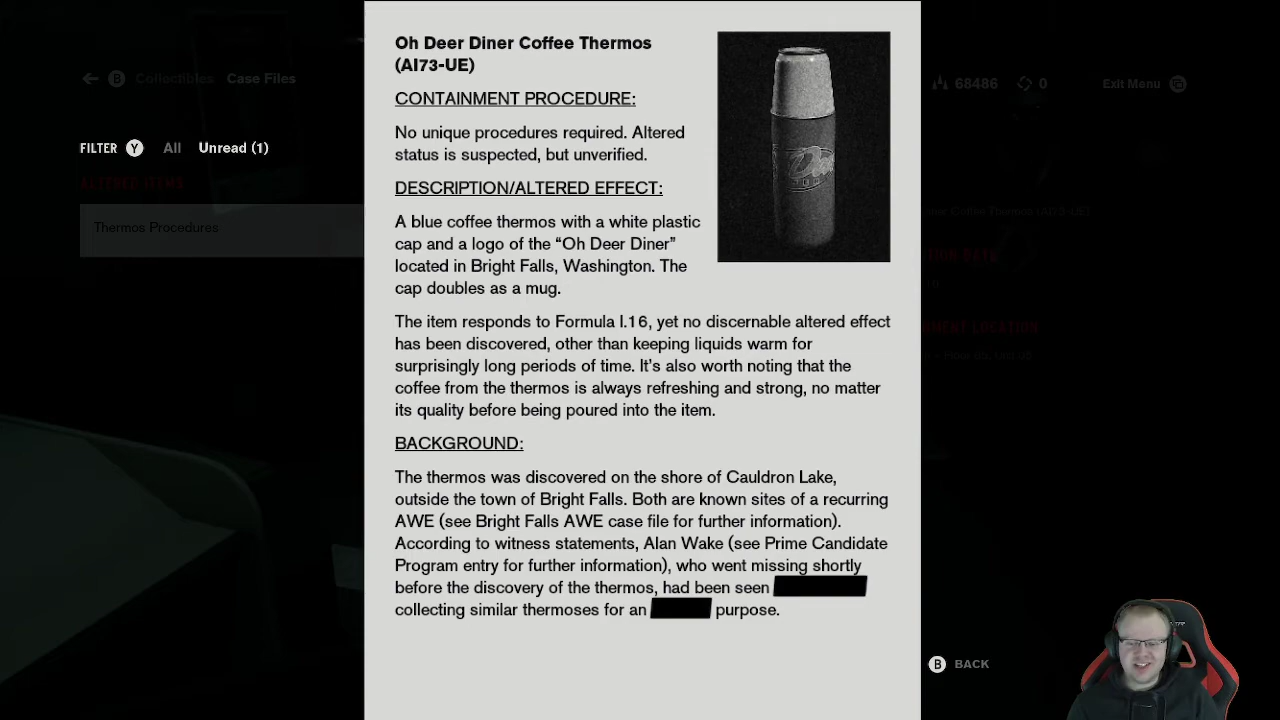 Oh Deer Diner Coffee Thermos
(AI73-UE)
CONTAINMENT PROCEDURE:
No unique procedures required. Altered
status is suspected, but unverified.
DESCRIPTION/ALTERED EFFECT:
A blue coffee thermos with a white plastic
cap and a logo of the “Oh Deer Diner”
located in Bright Falls, Washington. The
cap doubles as a mug.
The item responds to Formula I.16, yet no discernable altered effect
has been discovered, other than keeping liquids warm for
surprisingly long periods of time. It’s also worth noting that the
coffee from the thermos is always refreshing and strong, no matter
its quality before being poured into the item.
BACKGROUND:
The thermos was discovered on the shore of Cauldron Lake,
outside the town of Bright Falls. Both are known sites of a recurring
AWE (see Bright Falls AWE case file for further information).
According to witness statements, Alan Wake (see Prime Candidate
Program entry for further information), who went missing shortly
before the discovery of the thermos, had been seen
collecting similar thermoses for an purpose.
B Collectibles Case Files
FILTER Y All Unread (1)
ALTERED ITEMS
Thermos Procedures
68486 0 Exit Menu
Coffee Thermos (AI73-UE)
B BACK